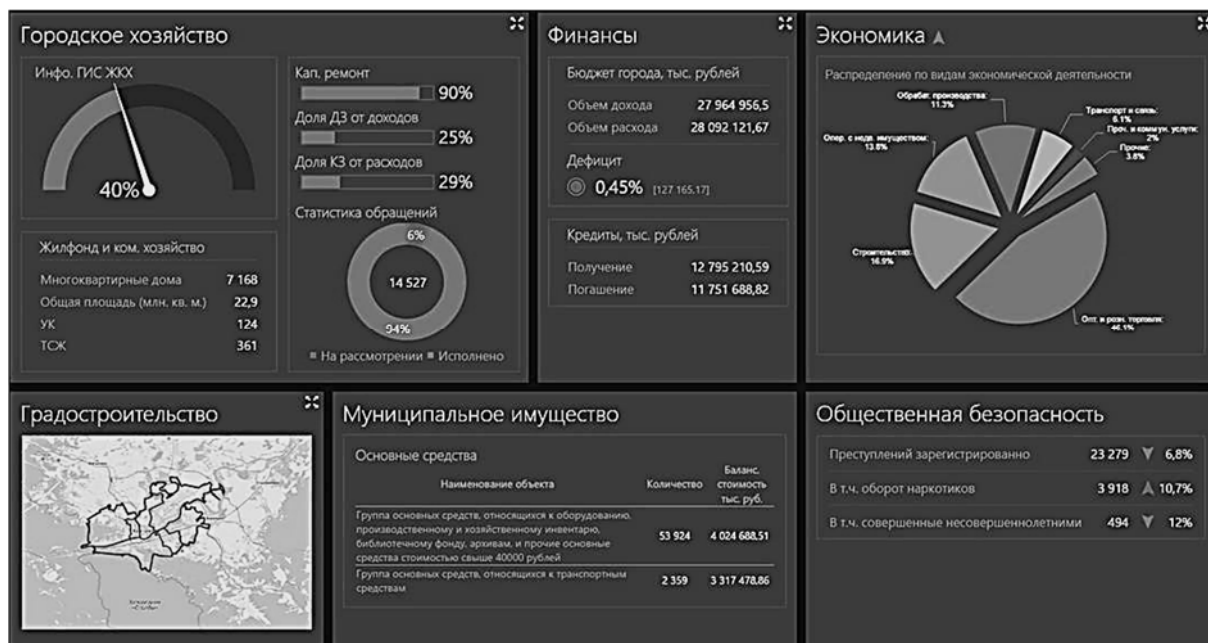 Городское хозяйство
Инфо. ГИС ЖКХ
40%
Жилфонд и ком. хозяйство
Многоквартирные дома 7 168
Общая площадь (млн. кв. м.) 22,9
УК 124
ТСЖ 361
Кап. ремонт
90%
Доля ДЗ от доходов
25%
Доля КЗ от расходов
29%
Статистика обращений
6%
14 527
94%
На рассмотрении Исполнено
Финансы
Бюджет города, тыс. рублей
Объем дохода 27 964 956,5
Объем расхода 28 092 121,67
Дефицит
0,45% [127 165.17]
Кредиты, тыс. рублей
Получение 12 795 210,59
Погашение 11 751 688,82
Экономика
Распределение по видам экономической деятельности
Обрабат. производства:
11.3%
Транспорт и связь:
6.1%
Проч. и коммун. услуги:
2%
Прочие:
3.8%
Опер. с недв. имуществом:
13.8%
Строительство:
16.9%
Опт. и розн. торговля:
46.1%
Градостроительство
Муниципальное имущество
Основные средства
Наименование объекта Количество Баланс. стоимость тыс. руб.
Группа основных средств, относящихся к оборудованию,
производственному и хозяйственному инвентарю,
библиотечному фонду, архивам, и прочие основные
средства стоимостью свыше 40000 рублей
53 924 4 024 688,51
Группа основных средств, относящихся к транспортным
средствам
2 359 3 317 478,86
Общественная безопасность
Преступлений зарегистрированно 23 279 6,8%
В т.ч. оборот наркотиков 3 918 10,7%
В т.ч. совершенные несовершеннолетними 494 12%